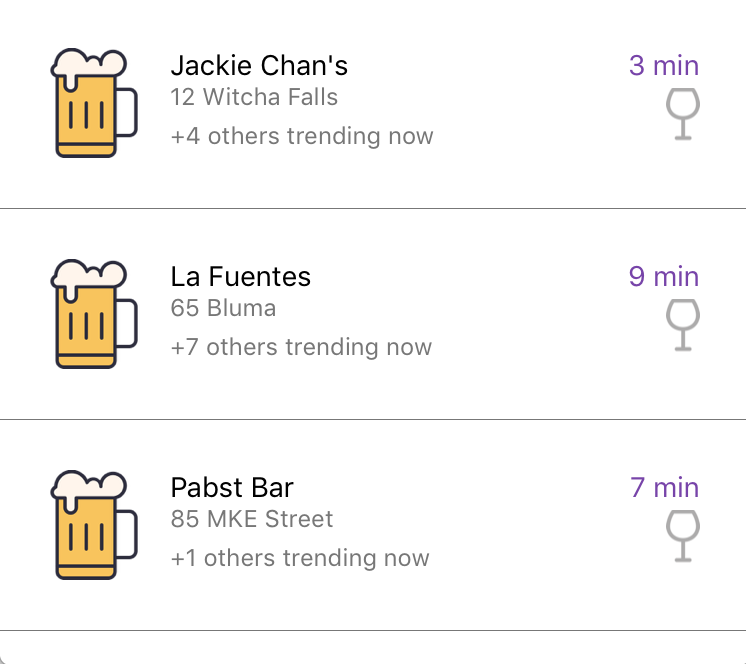 Jackie Chan's
3 min
12 Witcha Falls
+4 others trending now
La Fuentes
9 min
65 Bluma
+7 others trending now
Pabst Bar
7 min
85 MKE Street
+1 others trending now